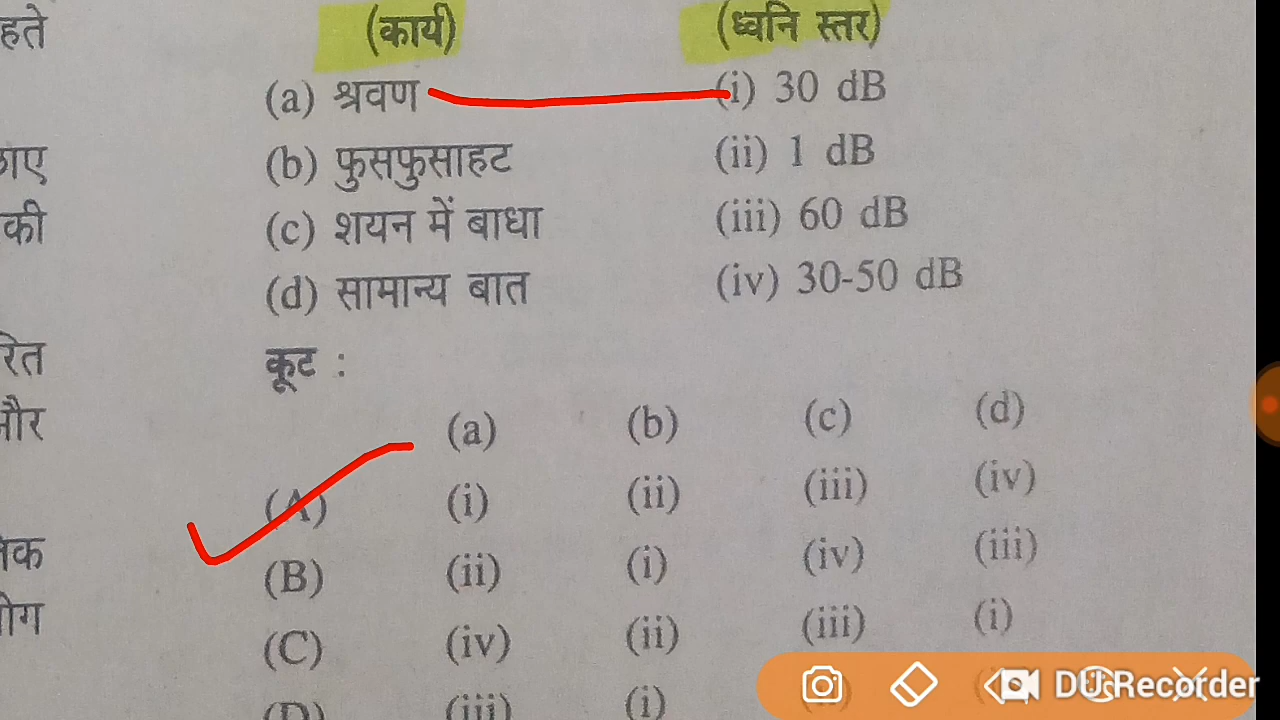 हते
(कार्य) (ध्वनि स्तर)
(a) श्रवण (i) 30 dB
(b) फुसफुसाहट (ii) 1 dB
(c) शयन में बाधा (iii) 60 dB
(d) सामान्य बात (iv) 30-50 dB
की
कूट :
(a) (b) (c) (d)
(A) (i) (ii) (iii) (iv)
(B) (ii) (i) (iv) (iii)
(C) (iv) (ii) (iii) (i)
(D) (iii) (i)
DU Recorder